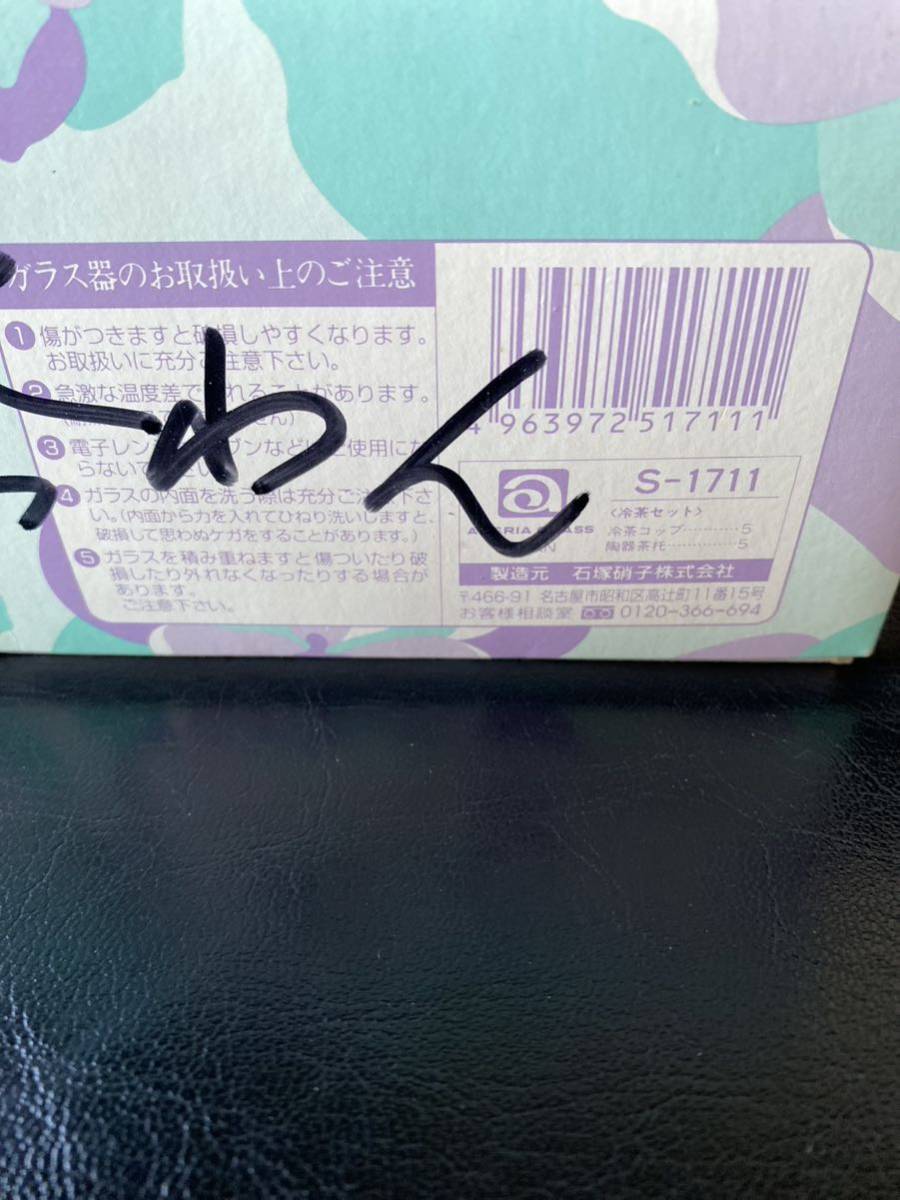 ガラス器のお取扱い上のご注意
1 傷がつきますと破損しやすくなります。
お取扱いに充分ご注意下さい。
2 急激な温度差で れることがあります。
3 電子レン ブンなどに 使用にな
らないで さい
4 ガラスの内面を洗う際は充分ご注意下さ
い。(内面から力を入れてひねり洗いしますと、
破損して思わぬケガをすることがあります。)
5 ガラスを積み重ねますと傷ついたり破
損したり外れなくなったりする場合が
あります。
ご注意下さい。
わん
4 963972 517111
S-1711
〈冷茶セット〉
冷茶コップ………5
陶器茶托…………5
製造元 石塚硝子株式会社
〒466-91 名古屋市昭和区高辻町11番15号
お客様相談室 0120-366-694